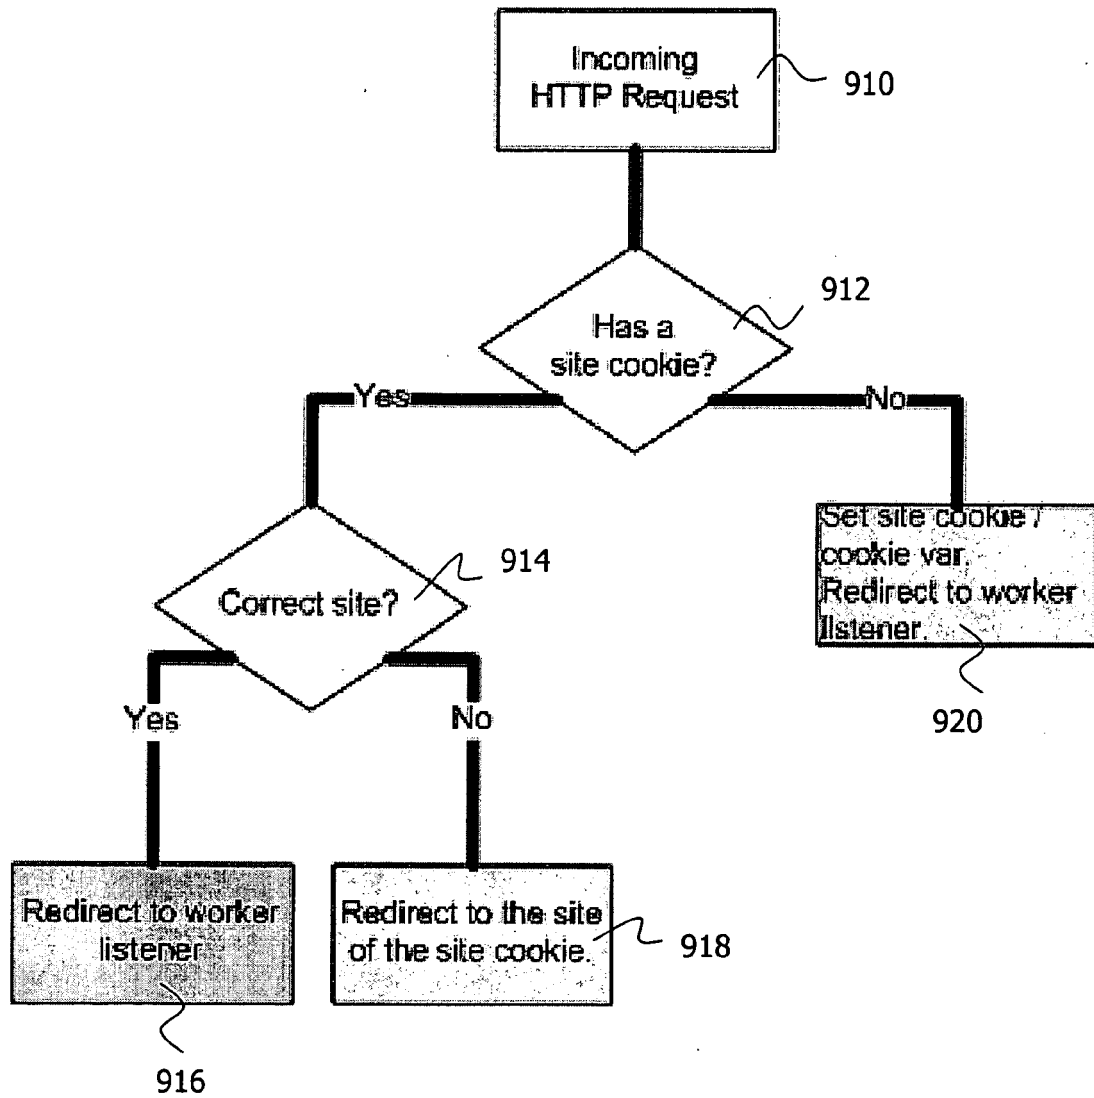 Incoming
HTTP Request
910
912
Has a
site cookie?
Yes
No
Set site cookie /
cookie var.
Redirect to worker
listener.
914
Correct site?
920
Yes
No
Redirect to worker
listener
Redirect to the site
of the site cookie.
918
916